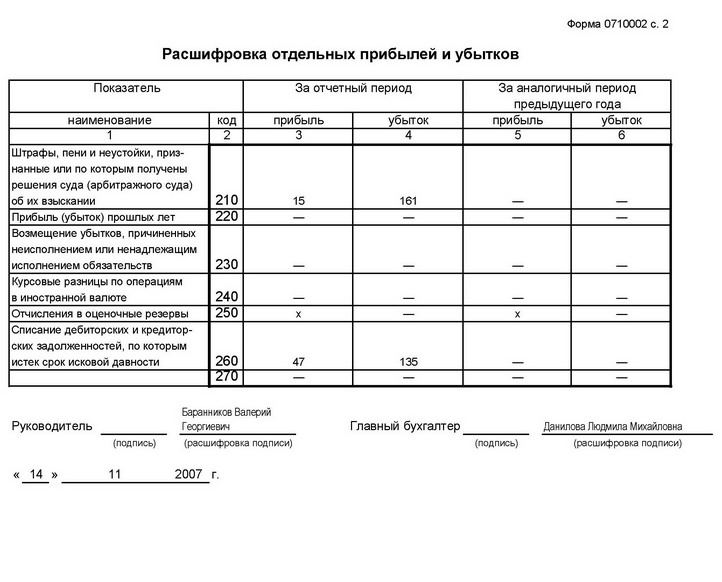 Форма 0710002 с. 2
Расшифровка отдельных прибылей и убытков
Показатель За отчетный период За аналогичный период
предыдущего года
наименование код прибыль убыток прибыль убыток
1 2 3 4 5 6
Штрафы, пени и неустойки, приз-
нанные или по которым получены
решения суда (арбитражного суда)
об их взыскании 210 15 161 — —
Прибыль (убыток) прошлых лет 220 — — — —
Возмещение убытков, причиненных
неисполнением или ненадлежащим
исполнением обязательств 230 — — — —
Курсовые разницы по операциям
в иностранной валюте 240 — — — —
Отчисления в оценочные резервы 250 х — х —
Списание дебиторских и кредитор-
ских задолженностей, по которым
истек срок исковой давности 260 47 135 — —
270 — — — —
Баранников Валерий
Руководитель Георгиевич Главный бухгалтер Данилова Людмила Михайловна
(подпись) (расшифровка подписи) (подпись) (расшифровка подписи)
« 14 » 11 2007 г.